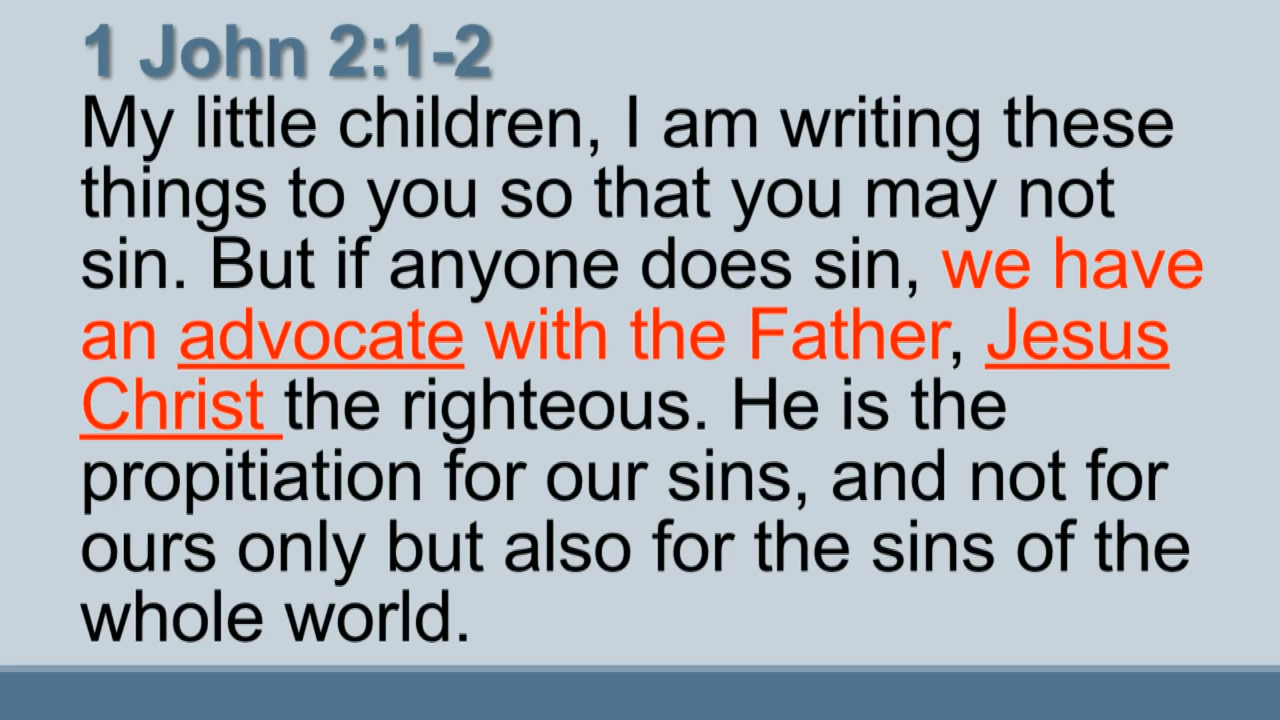 1 John 2:1-2
My little children, I am writing these
things to you so that you may not
sin. But if anyone does sin, we have
an advocate with the Father, Jesus
Christ the righteous. He is the
propitiation for our sins, and not for
ours only but also for the sins of the
whole world.